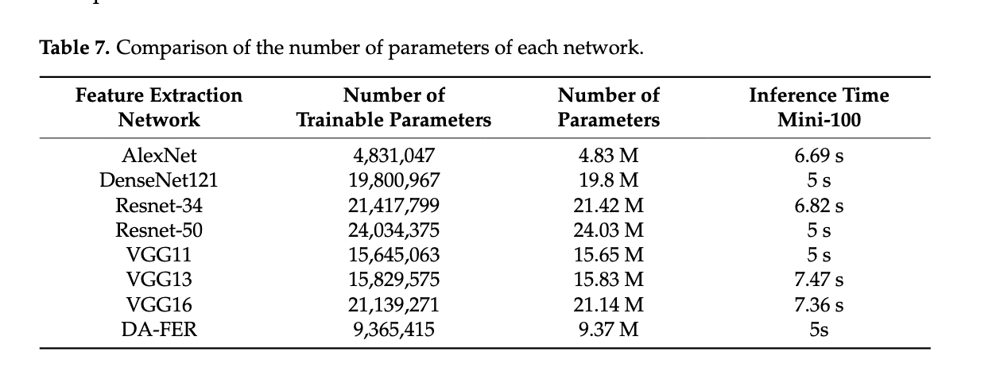 Table 7. Comparison of the number of parameters of each network.
Feature Extraction Network Number of Trainable Parameters Number of Parameters Inference Time Mini-100
AlexNet 4,831,047 4.83 M 6.69 s
DenseNet121 19,800,967 19.8 M 5 s
Resnet-34 21,417,799 21.42 M 6.82 s
Resnet-50 24,034,375 24.03 M 5 s
VGG11 15,645,063 15.65 M 5 s
VGG13 15,829,575 15.83 M 7.47 s
VGG16 21,139,271 21.14 M 7.36 s
DA-FER 9,365,415 9.37 M 5s